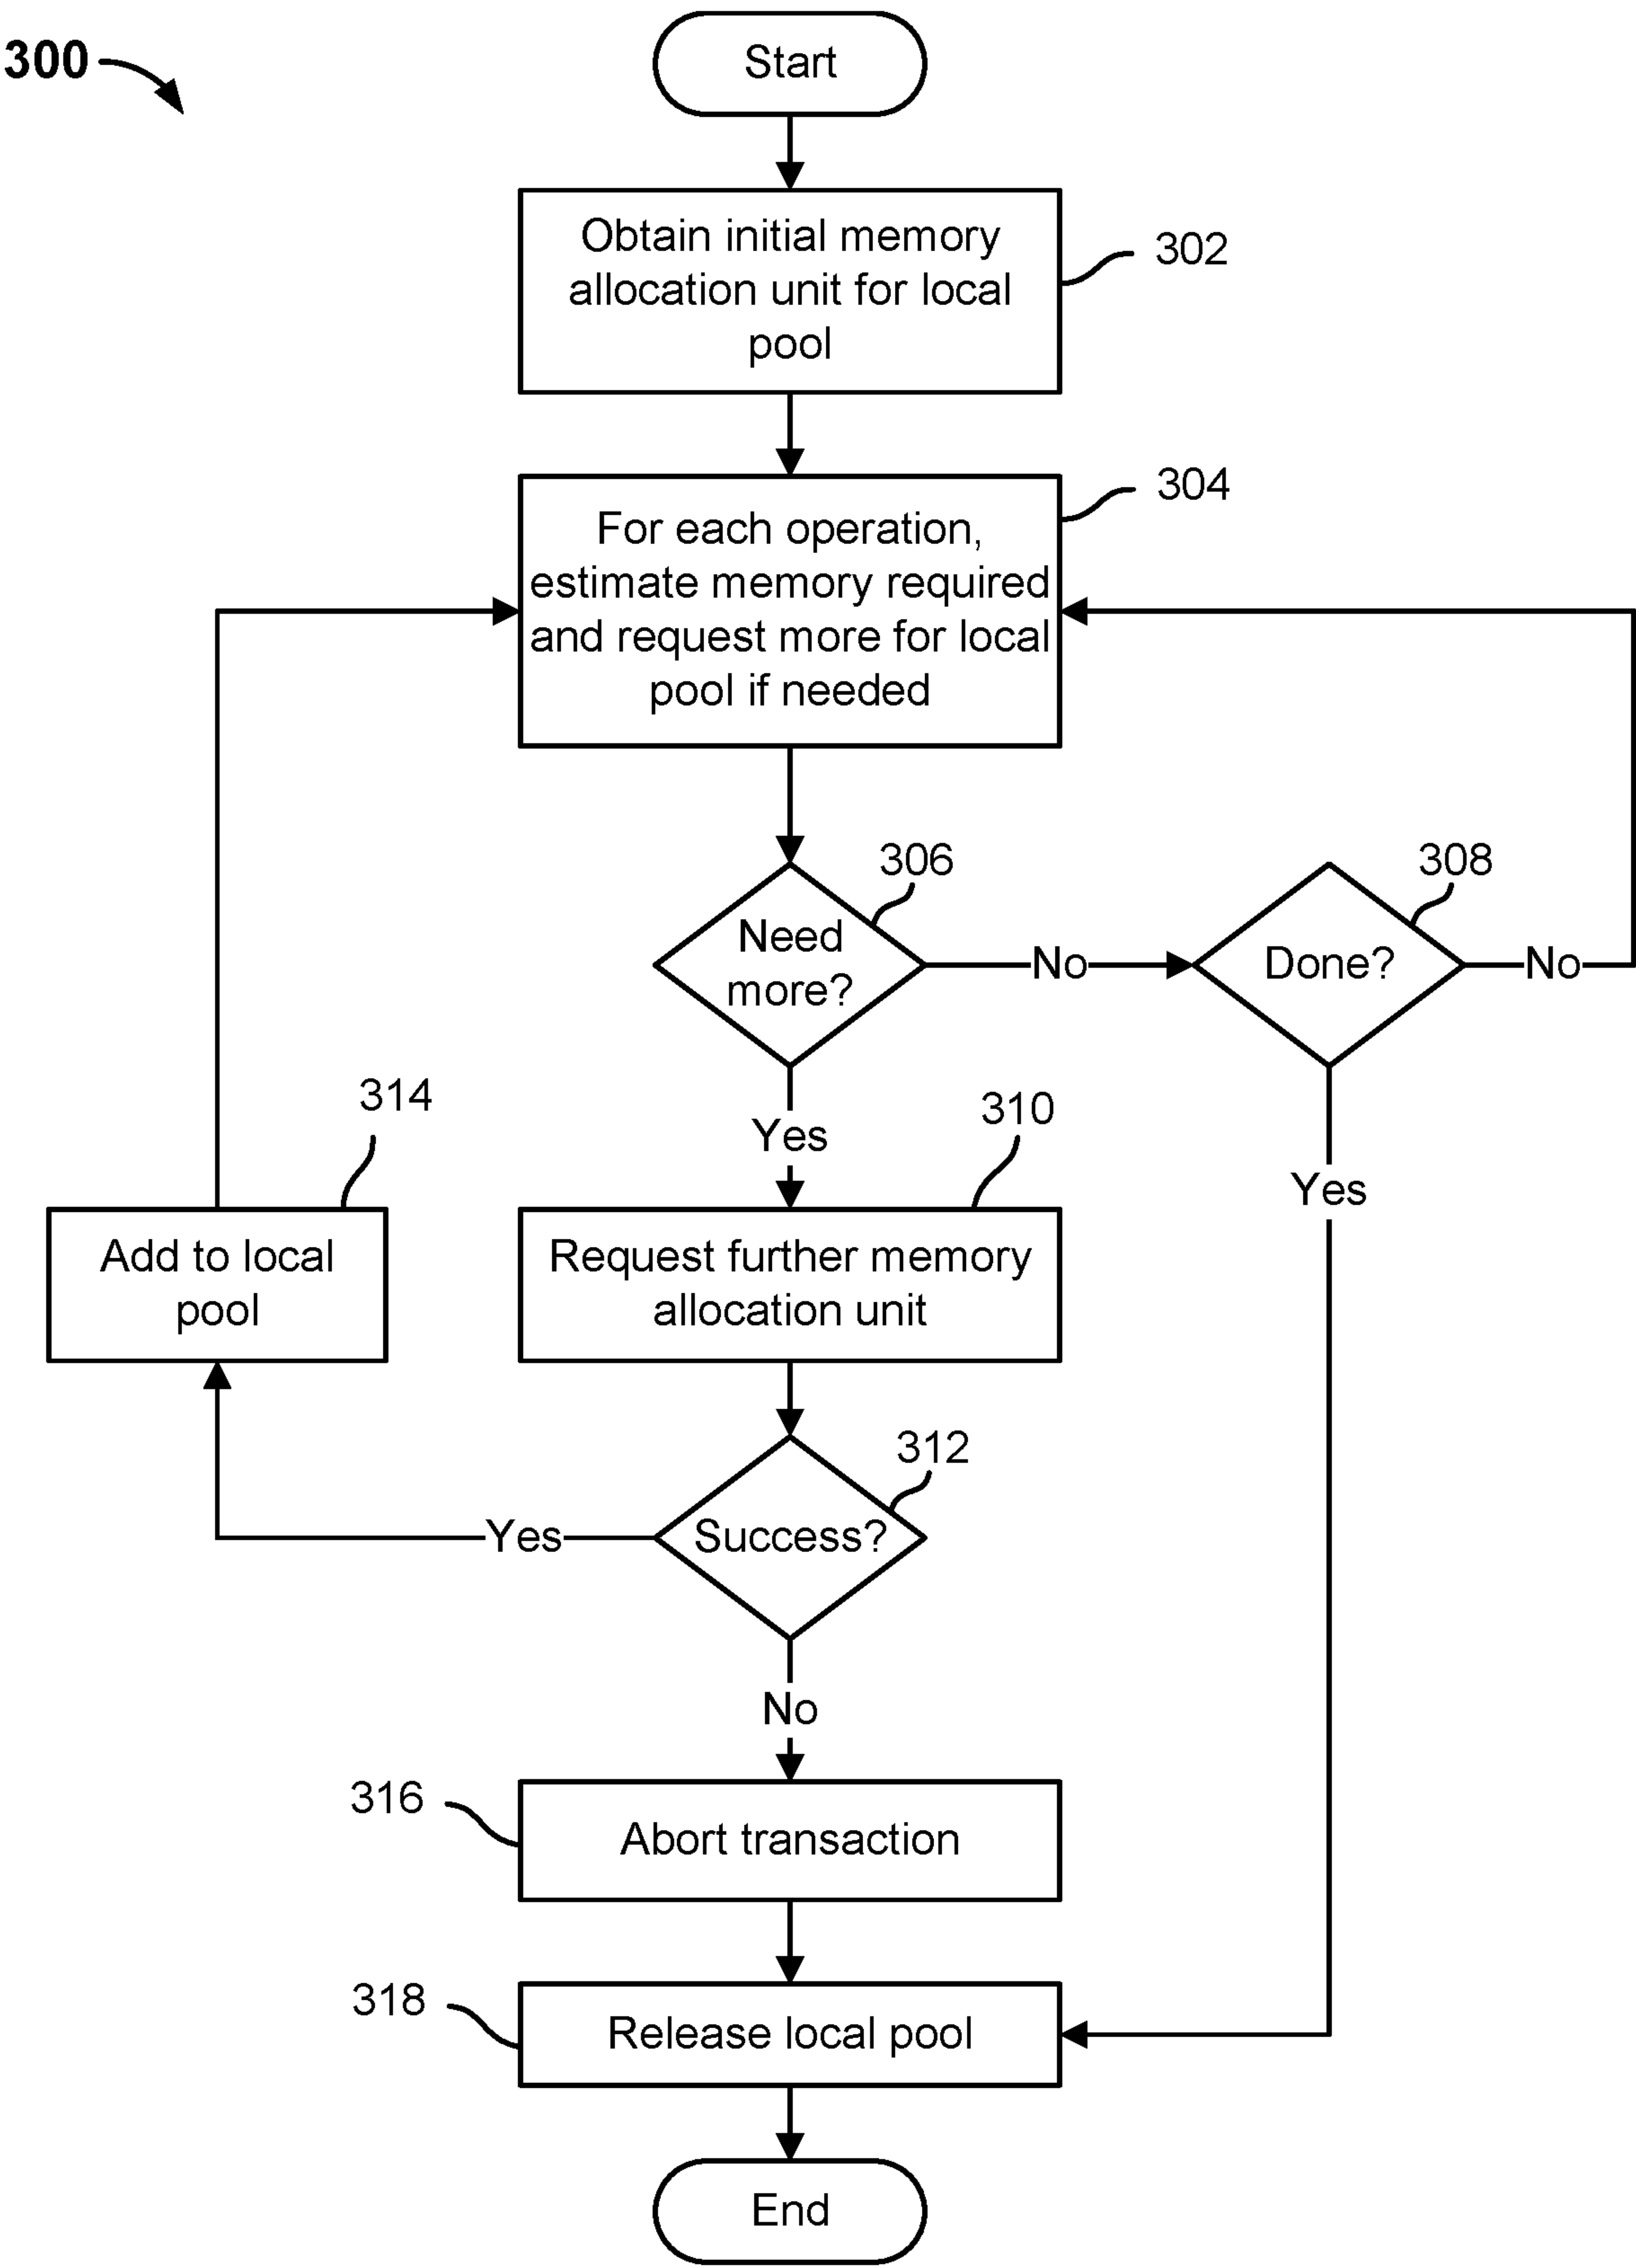 300
Start
Obtain initial memory
allocation unit for local
pool
302
For each operation,
estimate memory required
and request more for local
pool if needed
304
306
Need
more?
No
308
Done?
No
Yes
Yes
314
Add to local
pool
310
Request further memory
allocation unit
312
Success?
Yes
No
316
Abort transaction
318
Release local pool
End